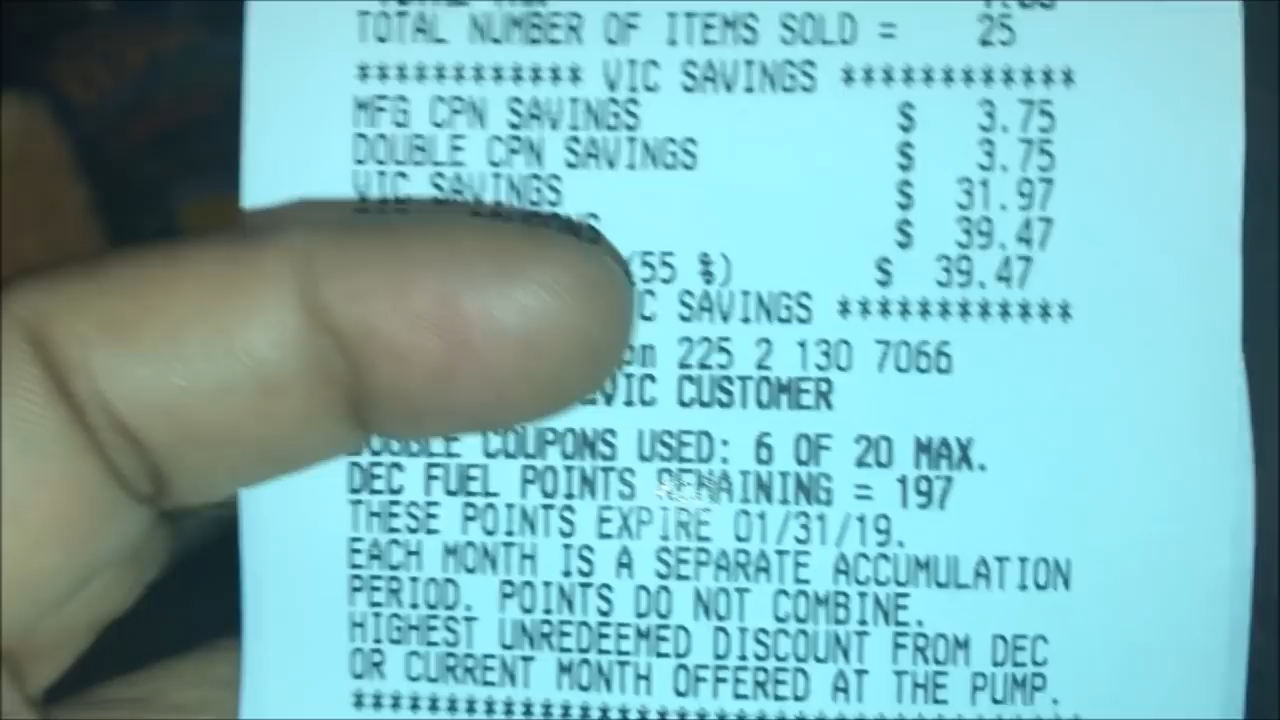 TOTAL NUMBER OF ITEMS SOLD = 25
************ VIC SAVINGS ************
MFG CPN SAVINGS $ 3.75
DOUBLE CPN SAVINGS $ 3.75
VIC SAVINGS $ 31.97
$ 39.47
(55 %) $ 39.47
SAVINGS ************
225 2 130 7066
CUSTOMER
DOUBLE COUPONS USED: 6 OF 20 MAX.
DEC FUEL POINTS REMAINING = 197
THESE POINTS EXPIRE 01/31/19.
EACH MONTH IS A SEPARATE ACCUMULATION
PERIOD. POINTS DO NOT COMBINE.
HIGHEST UNREDEEMED DISCOUNT FROM DEC
OR CURRENT MONTH OFFERED AT THE PUMP.